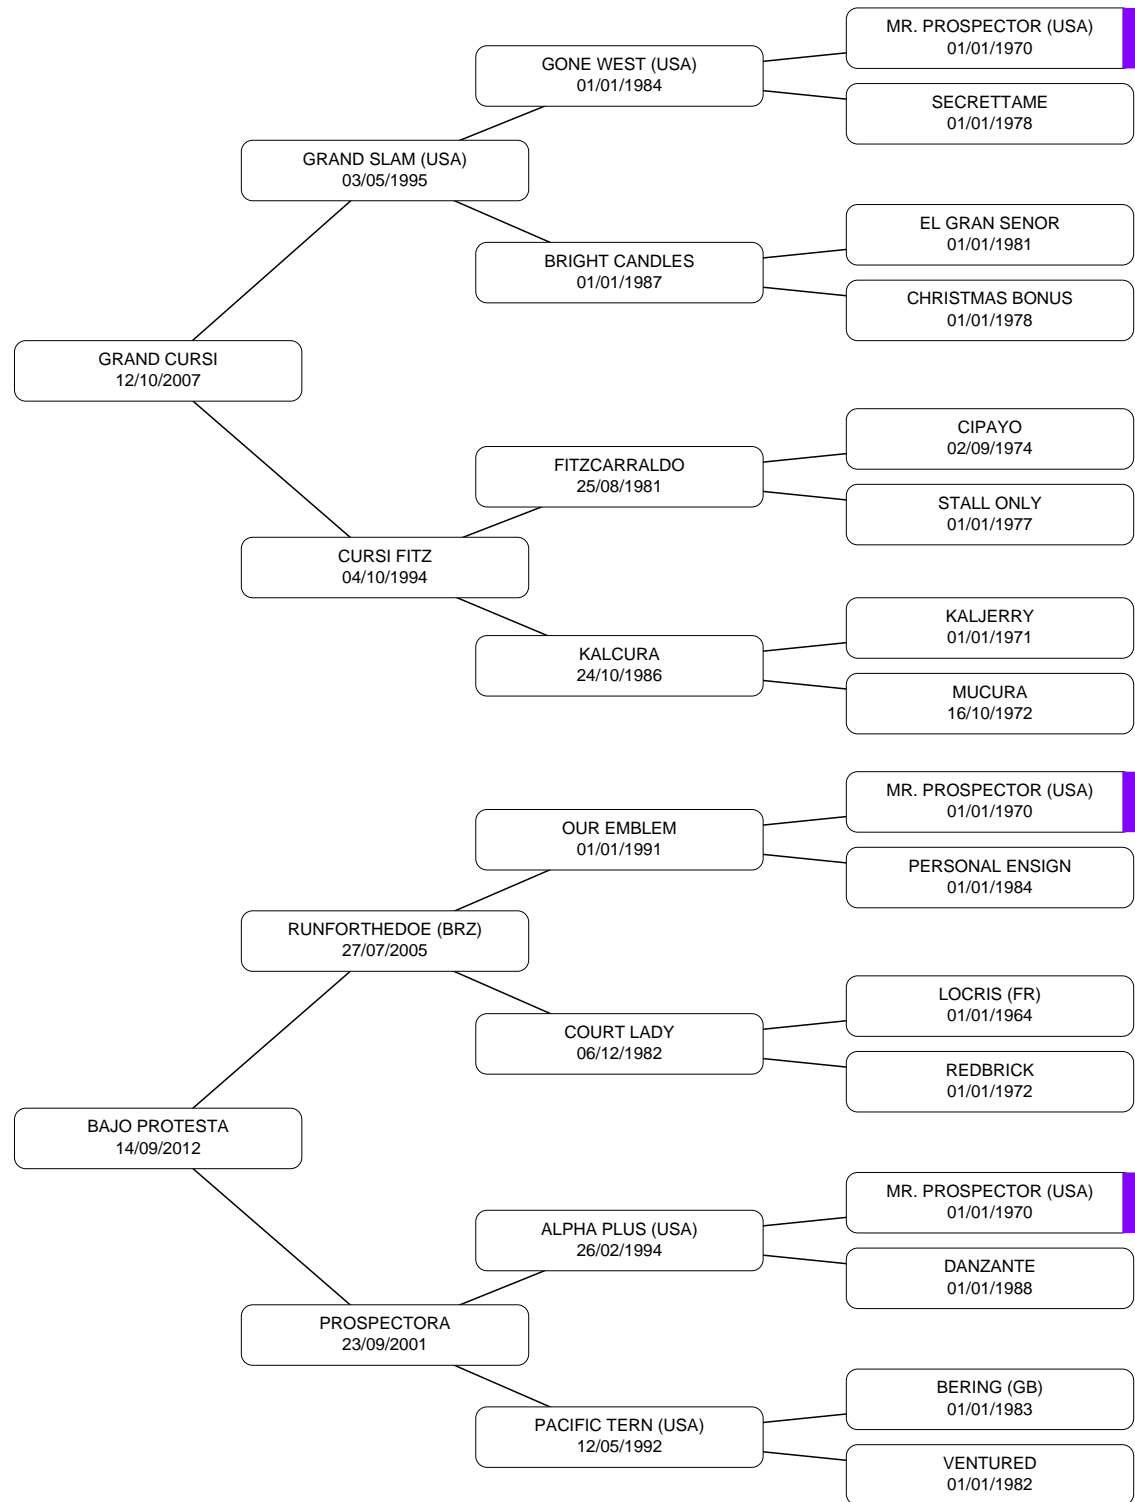 MR. PROSPECTOR (USA)
01/01/1970
GONE WEST (USA)
01/01/1984
SECRETTAME
01/01/1978
GRAND SLAM (USA)
03/05/1995
EL GRAN SENOR
01/01/1981
BRIGHT CANDLES
01/01/1987
CHRISTMAS BONUS
01/01/1978
GRAND CURSI
12/10/2007
CIPAYO
02/09/1974
FITZCARRALDO
25/08/1981
STALL ONLY
01/01/1977
CURSI FITZ
04/10/1994
KALJERRY
01/01/1971
KALCURA
24/10/1986
MUCURA
16/10/1972
MR. PROSPECTOR (USA)
01/01/1970
OUR EMBLEM
01/01/1991
PERSONAL ENSIGN
01/01/1984
RUNFORTHEDOE (BRZ)
27/07/2005
LOCRIS (FR)
01/01/1964
COURT LADY
06/12/1982
REDBRICK
01/01/1972
BAJO PROTESTA
14/09/2012
MR. PROSPECTOR (USA)
01/01/1970
ALPHA PLUS (USA)
26/02/1994
DANZANTE
01/01/1988
PROSPECTORA
23/09/2001
BERING (GB)
01/01/1983
PACIFIC TERN (USA)
12/05/1992
VENTURED
01/01/1982